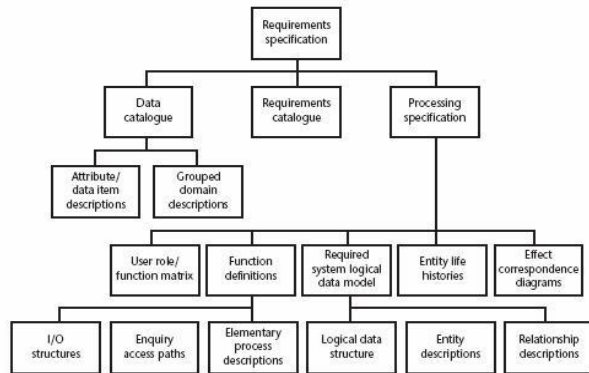 Requirements
specification
Data
catalogue
Requirements
catalogue
Processing
specification
Attribute/
data item
descriptions
Grouped
domain
descriptions
User role/
function matrix
Function
definitions
Required
system logical
data model
Entity life
histories
Effect
correspondence
diagrams
I/O
structures
Enquiry
access paths
Elementary
process
descriptions
Logical data
structure
Entity
descriptions
Relationship
descriptions